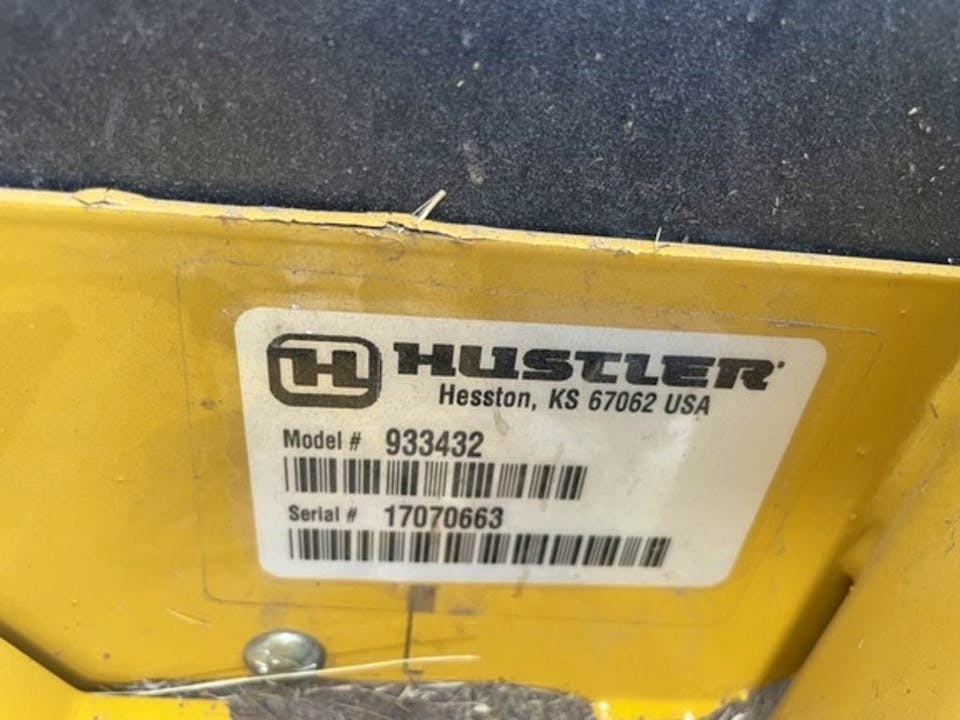 H HUSTLER
Hesston, KS 67062 USA
Model # 933432
Serial # 17070663